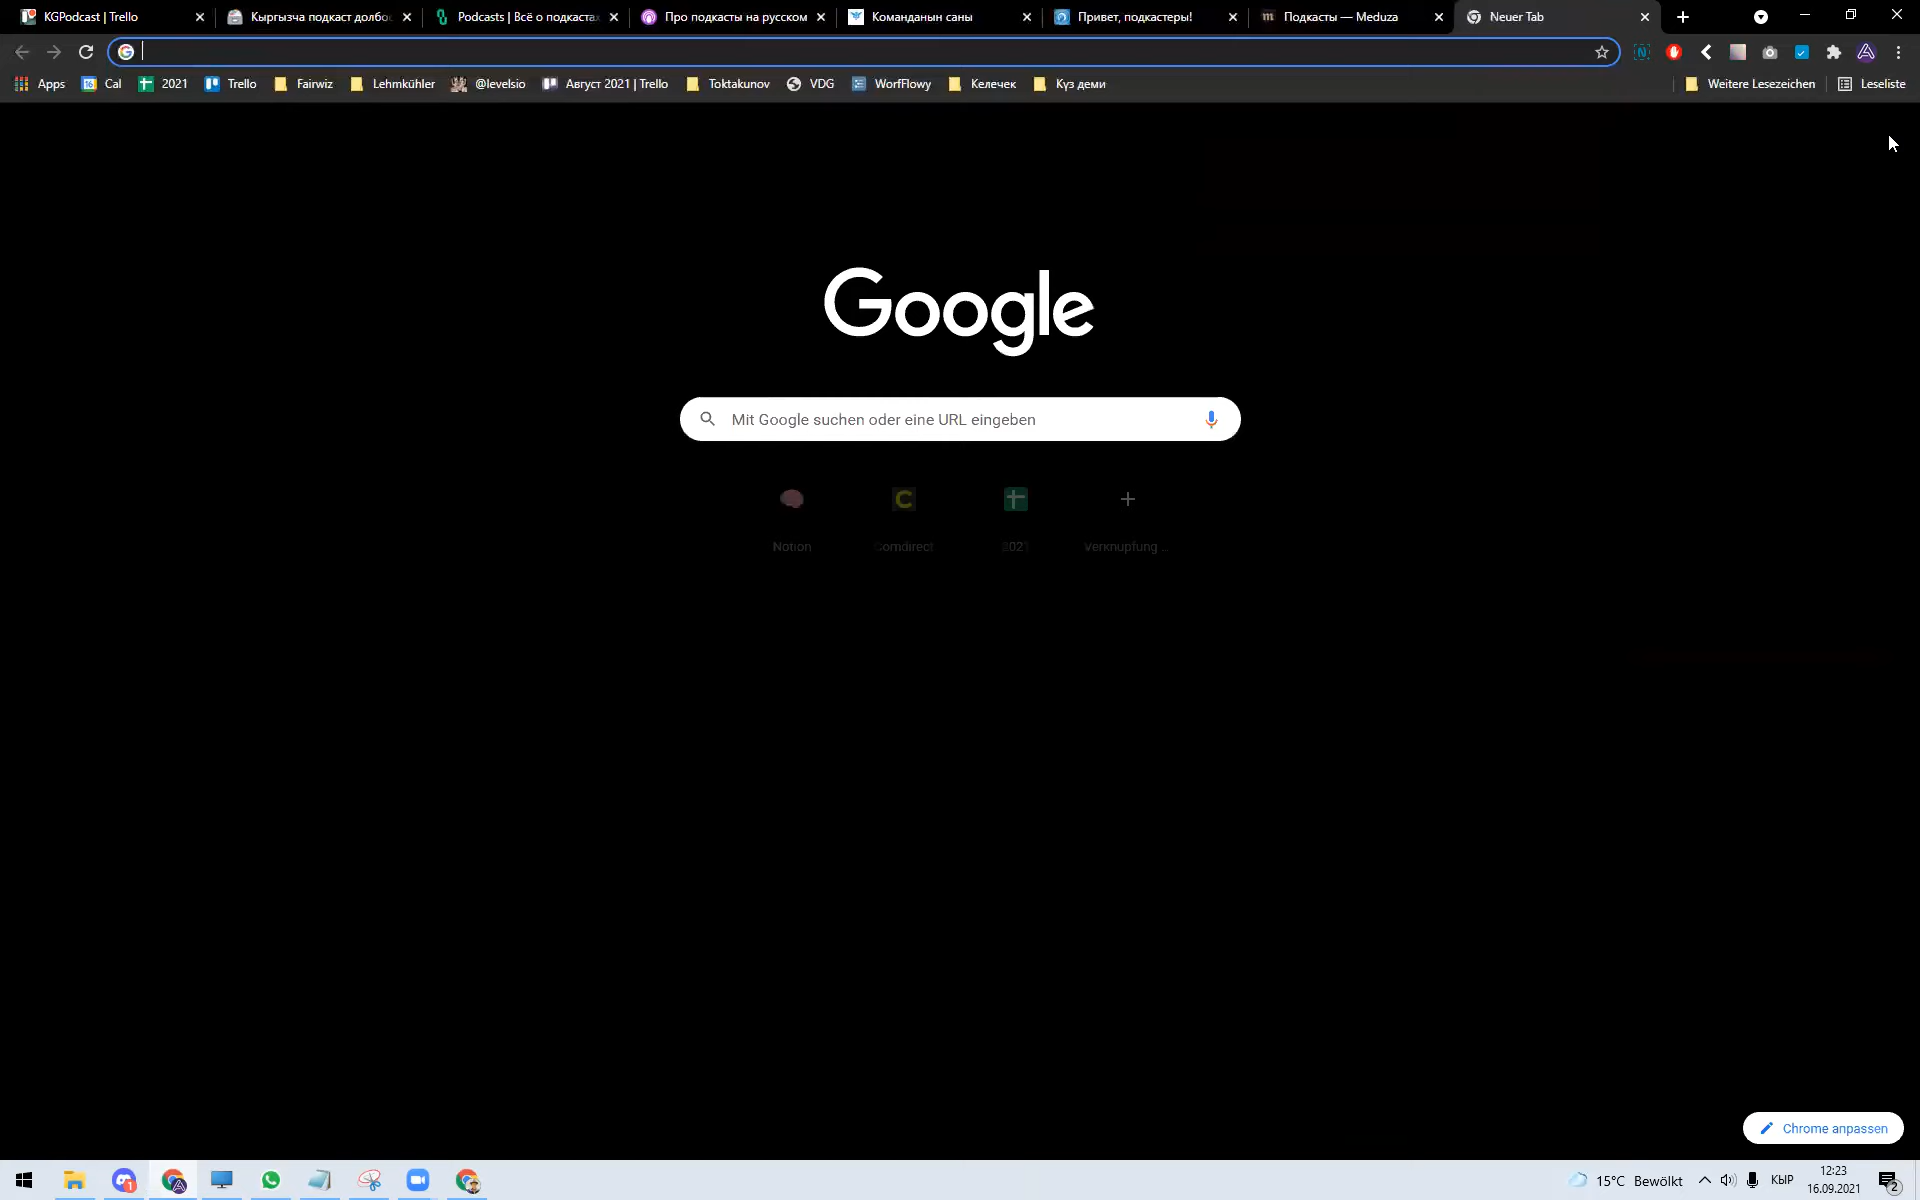 KGPodcast | Trello
Кыргызча подкаст долбо
Podcasts | Всё о подкаста
Про подкасты на русском
Команданын саны
Привет, подкастеры!
Подкасты — Meduza
Neuer Tab
Apps
Cal
2021
Trello
Fairwiz
Lehmkühler
@levelsio
Август 2021 | Trello
Toktakunov
VDG
WorfFlowy
Келечек
Күз деми
Weitere Lesezeichen
Leseliste
Google
Mit Google suchen oder eine URL eingeben
Notion
Comdirect
2021
Verknüpfung ...
Chrome anpassen
15°C Bewölkt
КЫР
12:23
16.09.2021
2